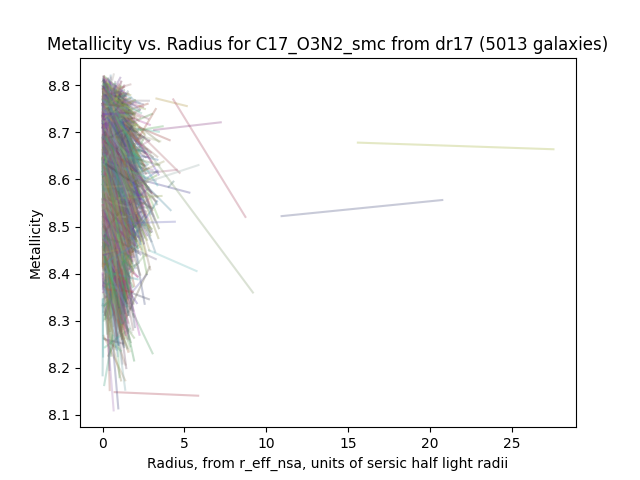 Metallicity vs. Radius for C17_O3N2_smc from dr17 (5013 galaxies)
8.8
8.7
8.6
8.5
8.4
8.3
8.2
8.1
Metallicity
0 5 10 15 20 25
Radius, from r_eff_nsa, units of sersic half light radii